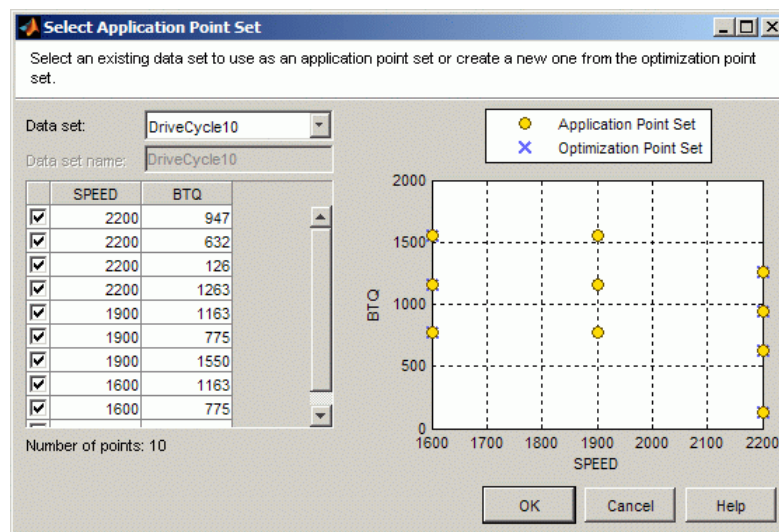 Select Application Point Set
Select an existing data set to use as an application point set or create a new one from the optimization point
set.
Data set: DriveCycle10
Data set name: DriveCycle10
SPEED BTQ
2200 947
2200 632
2200 126
2200 1263
1900 1163
1900 775
1900 1550
1600 1163
1600 775
Number of points: 10
Application Point Set
Optimization Point Set
2000
1500
1000
500
0
BTQ
1600 1700 1800 1900 2000 2100 2200
SPEED
OK Cancel Help